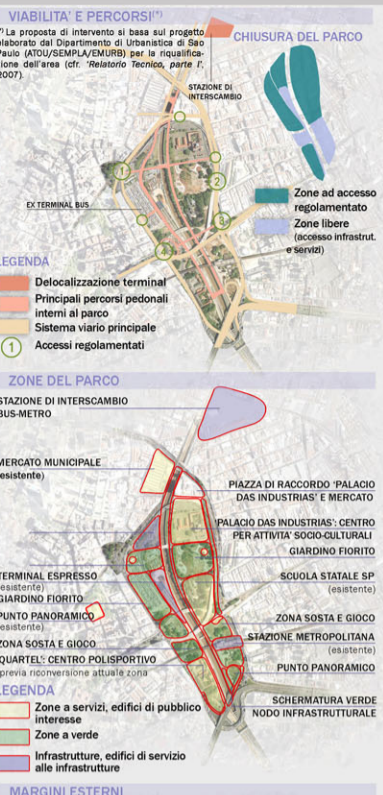 VIABILITA' E PERCORSI(*)
(*) La proposta di intervento si basa sul progetto
elaborato dal Dipartimento di Urbanistica di Sao
Paulo (ATOU/SEMPLA/EMURB) per la riqualifica-
zione dell'area (cfr. 'Relatorio Tecnico, parte I',
2007).
CHIUSURA DEL PARCO
STAZIONE DI
INTERSCAMBIO
1
2
3
4
EX TERMINAL BUS
Zone ad accesso
regolamentato
Zone libere
(accesso infrastrut.
e servizi)
LEGENDA
Delocalizzazione terminal
Principali percorsi pedonali
interni al parco
Sistema viario principale
1 Accessi regolamentati
ZONE DEL PARCO
STAZIONE DI INTERSCAMBIO
BUS-METRO
MERCATO MUNICIPALE
(esistente)
PIAZZA DI RACCORDO 'PALACIO
DAS INDUSTRIAS' E MERCATO
'PALACIO DAS INDUSTRIAS': CENTRO
PER ATTIVITA' SOCIO-CULTURALI
GIARDINO FIORITO
TERMINAL ESPRESSO
(esistente)
SCUOLA STATALE SP
(esistente)
GIARDINO FIORITO
PUNTO PANORAMICO
(esistente)
ZONA SOSTA E GIOCO
STAZIONE METROPOLITANA
(esistente)
ZONA SOSTA E GIOCO
'QUARTEL': CENTRO POLISPORTIVO
previa riconversione attuale zona
PUNTO PANORAMICO
SCHERMATURA VERDE
NODO INFRASTRUTTURALE
LEGENDA
Zone a servizi, edifici di pubblico
interesse
Zone a verde
Infrastrutture, edifici di servizio
alle infrastrutture
MARGINI ESTERNI